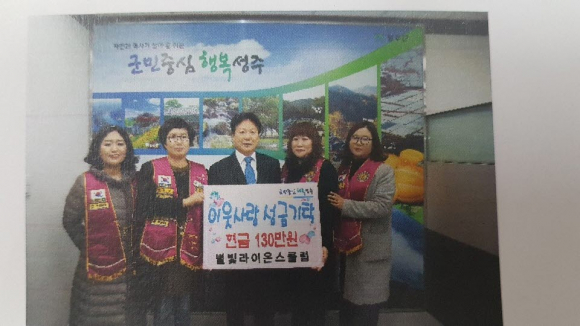 군민중심 행복성주
이웃사랑 성금기탁
현금 130만원
별빛라이온스클럽